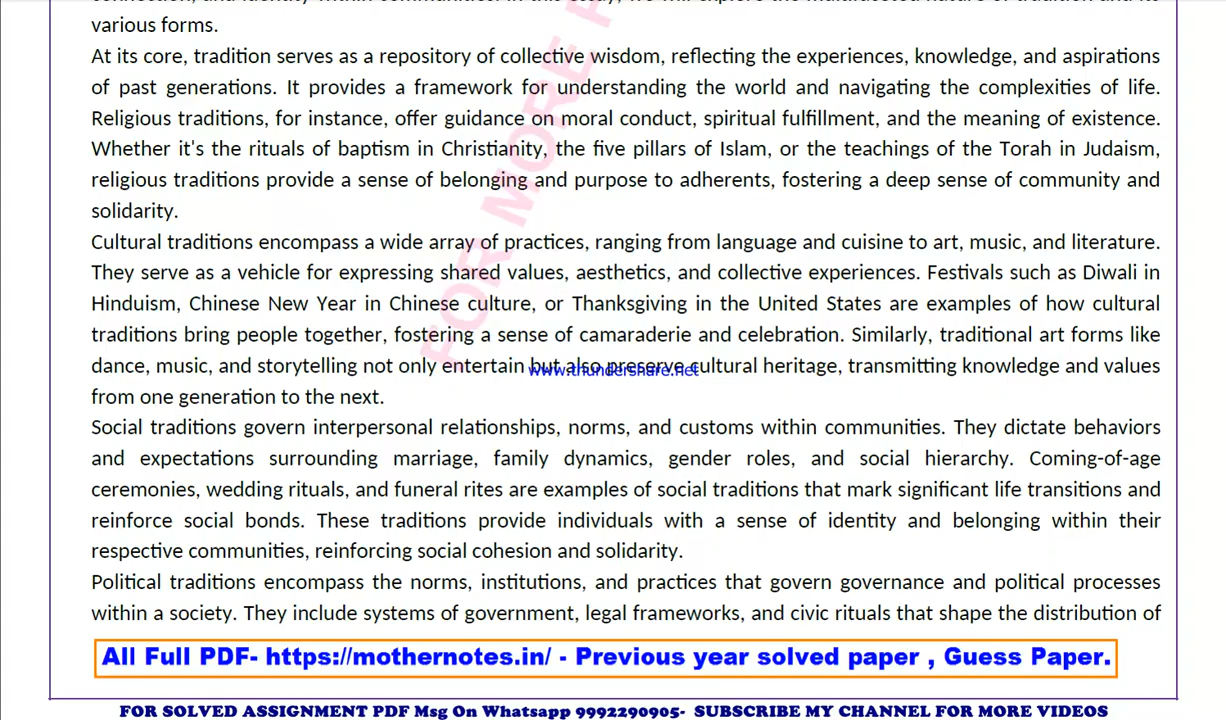 various forms.
At its core, tradition serves as a repository of collective wisdom, reflecting the experiences, knowledge, and aspirations
of past generations. It provides a framework for understanding the world and navigating the complexities of life.
Religious traditions, for instance, offer guidance on moral conduct, spiritual fulfillment, and the meaning of existence.
Whether it's the rituals of baptism in Christianity, the five pillars of Islam, or the teachings of the Torah in Judaism,
religious traditions provide a sense of belonging and purpose to adherents, fostering a deep sense of community and
solidarity.
Cultural traditions encompass a wide array of practices, ranging from language and cuisine to art, music, and literature.
They serve as a vehicle for expressing shared values, aesthetics, and collective experiences. Festivals such as Diwali in
Hinduism, Chinese New Year in Chinese culture, or Thanksgiving in the United States are examples of how cultural
traditions bring people together, fostering a sense of camaraderie and celebration. Similarly, traditional art forms like
dance, music, and storytelling not only entertain but also preserve cultural heritage, transmitting knowledge and values
www.thundershare.net
from one generation to the next.
Social traditions govern interpersonal relationships, norms, and customs within communities. They dictate behaviors
and expectations surrounding marriage, family dynamics, gender roles, and social hierarchy. Coming-of-age
ceremonies, wedding rituals, and funeral rites are examples of social traditions that mark significant life transitions and
reinforce social bonds. These traditions provide individuals with a sense of identity and belonging within their
respective communities, reinforcing social cohesion and solidarity.
Political traditions encompass the norms, institutions, and practices that govern governance and political processes
within a society. They include systems of government, legal frameworks, and civic rituals that shape the distribution of
FOR MORE
All Full PDF- https://mothernotes.in/ - Previous year solved paper , Guess Paper.
FOR SOLVED ASSIGNMENT PDF Msg On Whatsapp 9992290905- SUBSCRIBE MY CHANNEL FOR MORE VIDEOS